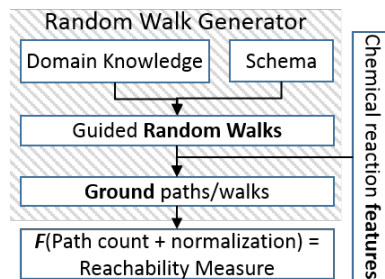 Random Walk Generator
Domain Knowledge
Schema
Guided Random Walks
Ground paths/walks
F(Path count + normalization) =
Reachability Measure
Chemical reaction features